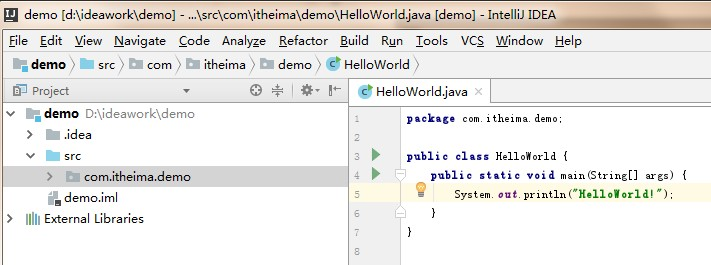 demo [d:\ideawork\demo] - ...\src\com\itheima\demo\HelloWorld.java [demo] - IntelliJ IDEA
File Edit View Navigate Code Analyze Refactor Build Run Tools VCS Window Help
demo src com itheima demo HelloWorld
Project
HelloWorld.java
demo D:\ideawork\demo
.idea
src
com.itheima.demo
demo.iml
External Libraries
1 package com.itheima.demo;
2
3 public class HelloWorld {
4 public static void main(String[] args) {
5 System.out.println("HelloWorld!");
6 }
7 }
8